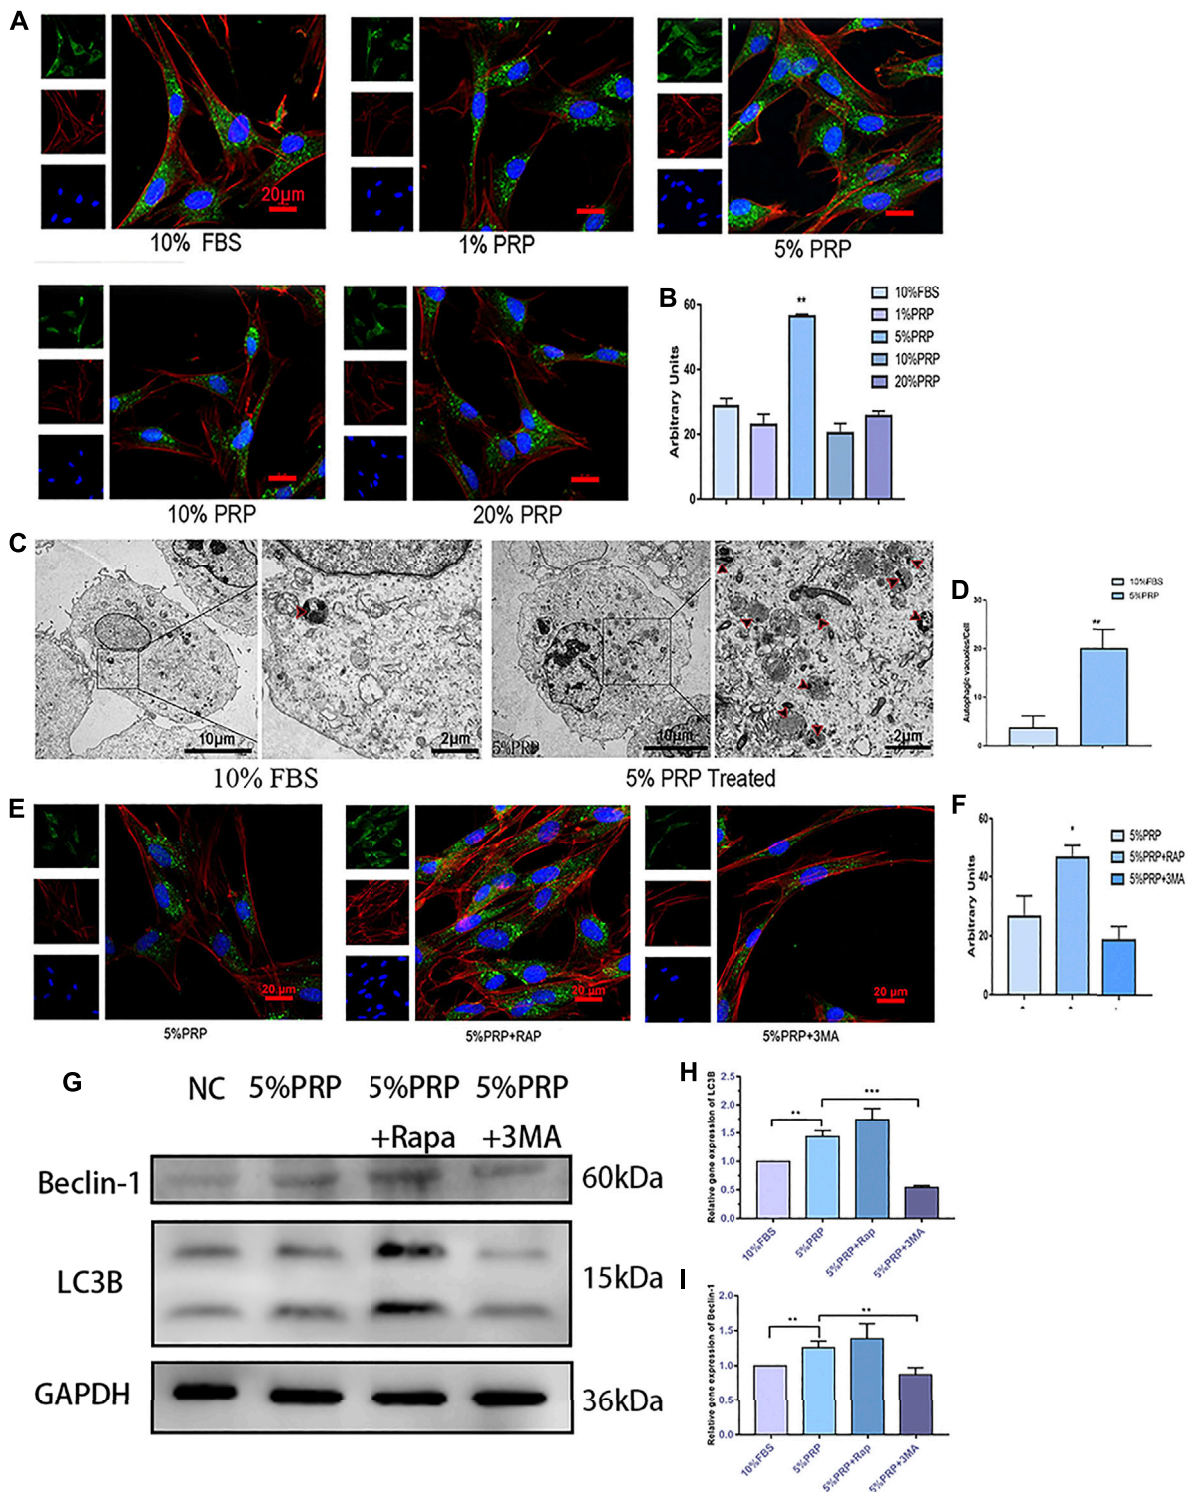 A
20µm
10% FBS
1% PRP
5% PRP
10% PRP
20% PRP
B
Arbitrary Units
60
40
20
0
**
10%FBS
1%PRP
5%PRP
10%PRP
20%PRP
C
10µm
2µm
5%PRP
10µm
2µm
10% FBS
5% PRP Treated
D
Autophagic vacuoles/Cell
30
20
10
0
**
10%FBS
5%PRP
E
20 µm
20 µm
20 µm
5%PRP
5%PRP+RAP
5%PRP+3MA
F
Arbitrary Units
60
40
20
0
*
5%PRP
5%PRP+RAP
5%PRP+3MA
G
NC 5%PRP 5%PRP 5%PRP
+Rapa +3MA
Beclin-1 60kDa
LC3B 15kDa
GAPDH 36kDa
H
Relative gene expression of LC3B
2.5
2.0
1.5
1.0
0.5
0.0
** ***
10%FBS 5%PRP 5%PRP+Rap 5%PRP+3MA
I
Relative gene expression of Beclin-1
2.0
1.5
1.0
0.5
0.0
** **
10%FBS 5%PRP 5%PRP+Rap 5%PRP+3MA